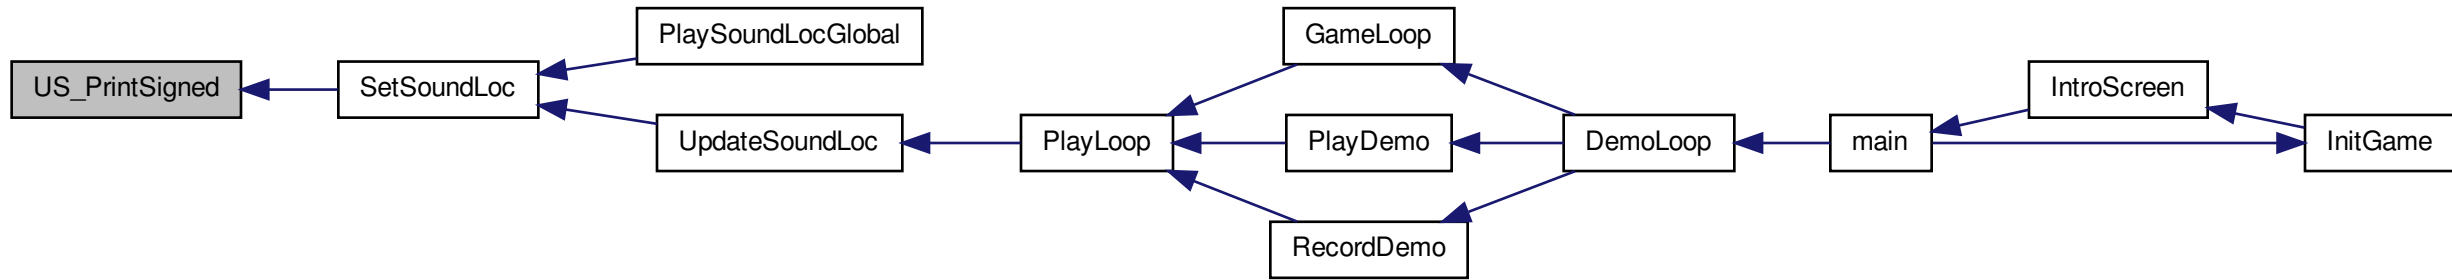 US_PrintSigned
SetSoundLoc
PlaySoundLocGlobal
UpdateSoundLoc
PlayLoop
GameLoop
PlayDemo
RecordDemo
DemoLoop
main
IntroScreen
InitGame